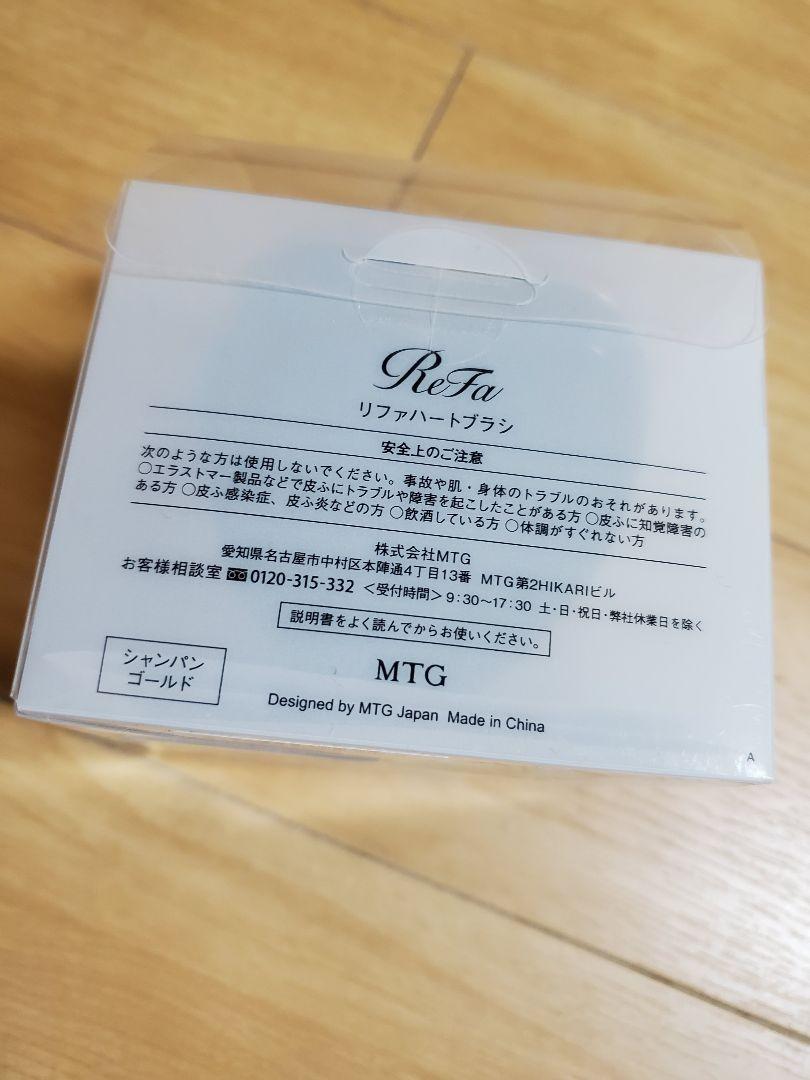 ReFa
リファハートブラシ
安全上のご注意
次のような方は使用しないでください。事故や肌・身体のトラブルのおそれがあります。
○エラストマー製品などで皮ふにトラブルや障害を起こしたことがある方 ○皮ふに知覚障害の
ある方 ○皮ふ感染症、皮ふ炎などの方 ○飲酒している方 ○体調がすぐれない方
株式会社MTG
愛知県名古屋市中村区本陣通4丁目13番 MTG第2HIKARIビル
お客様相談室 0120-315-332 <受付時間>9:30〜17:30 土・日・祝日・弊社休業日を除く
説明書をよく読んでからお使いください。
シャンパン
ゴールド
MTG
Designed by MTG Japan Made in China
A